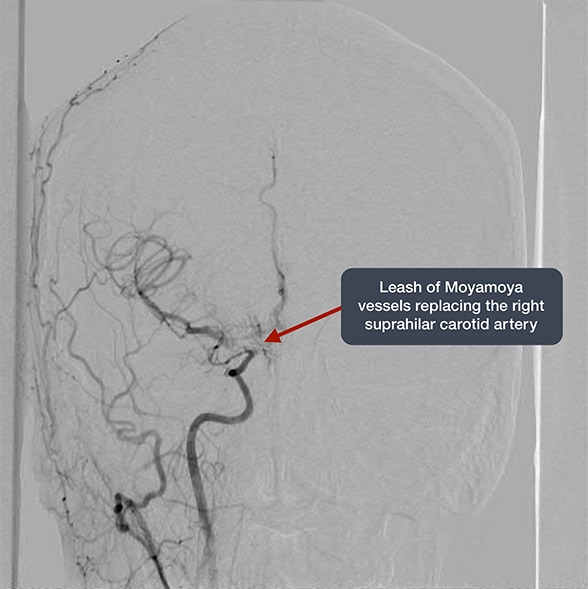 Leash of Moyamoya
vessels replacing the right
suprahilar carotid artery